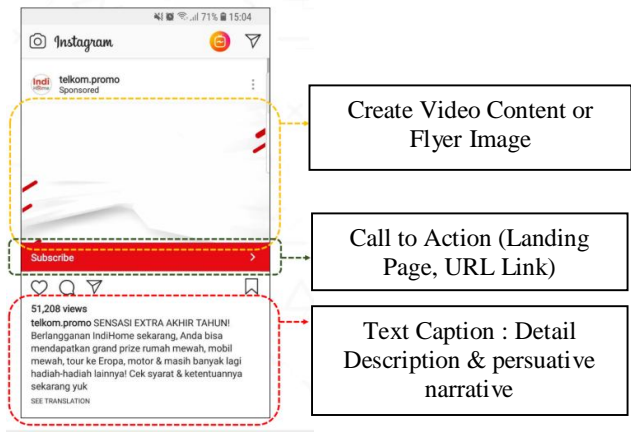 71% 15:04
Instagram
Indi
HOME
telkom.promo
Sponsored
Subscribe
51,208 views
telkom.promo SENSASI EXTRA AKHIR TAHUN!
Berlangganan IndiHome sekarang, Anda bisa
mendapatkan grand prize rumah mewah, mobil
mewah, tour ke Eropa, motor & masih banyak lagi
hadiah-hadiah lainnya! Cek syarat & ketentuannya
sekarang yuk
SEE TRANSLATION
Create Video Content or
Flyer Image
Call to Action (Landing
Page, URL Link)
Text Caption : Detail
Description & persuative
narrative